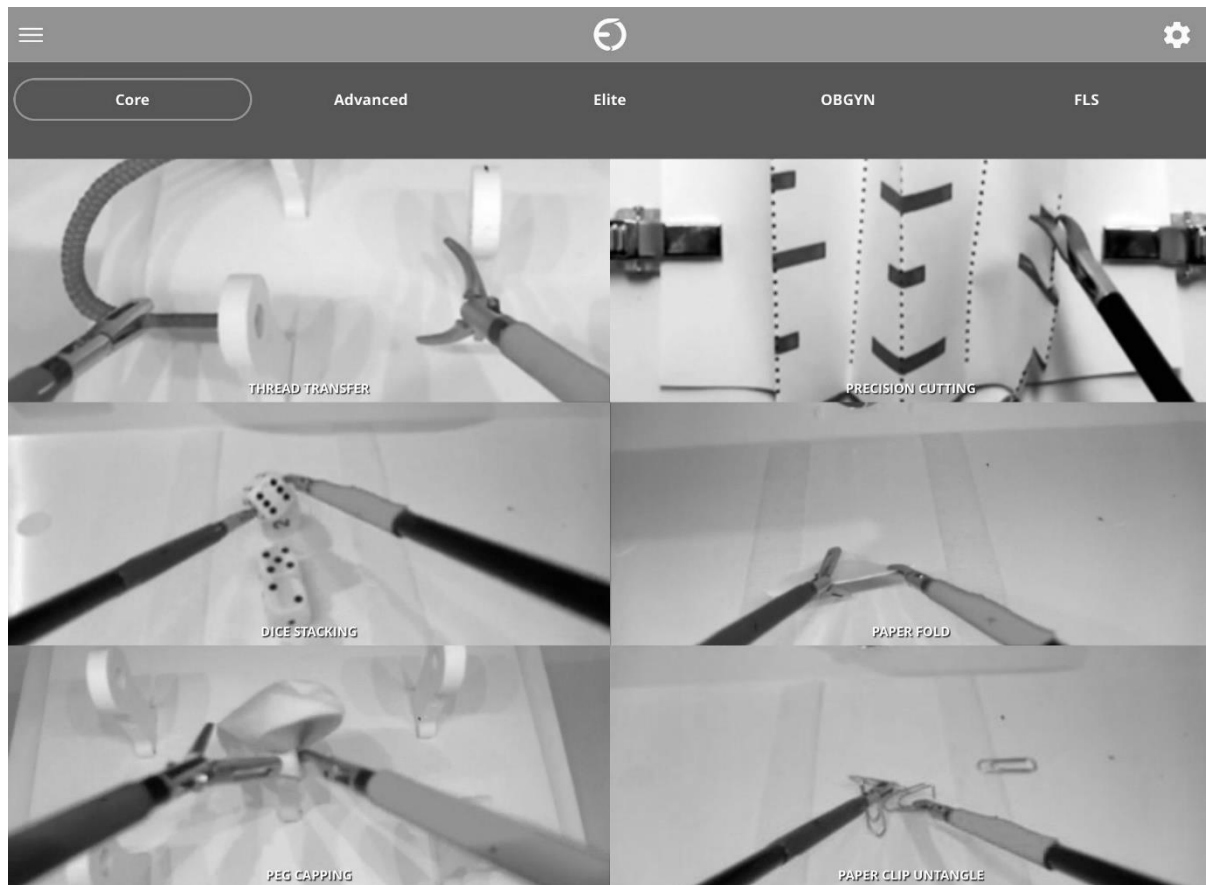 Core
Advanced
Elite
OBGYN
FLS
THREAD TRANSFER
PRECISION CUTTING
DICE STACKING
PAPER FOLD
PEG CAPPING
PAPER CLIP UNTANGLE